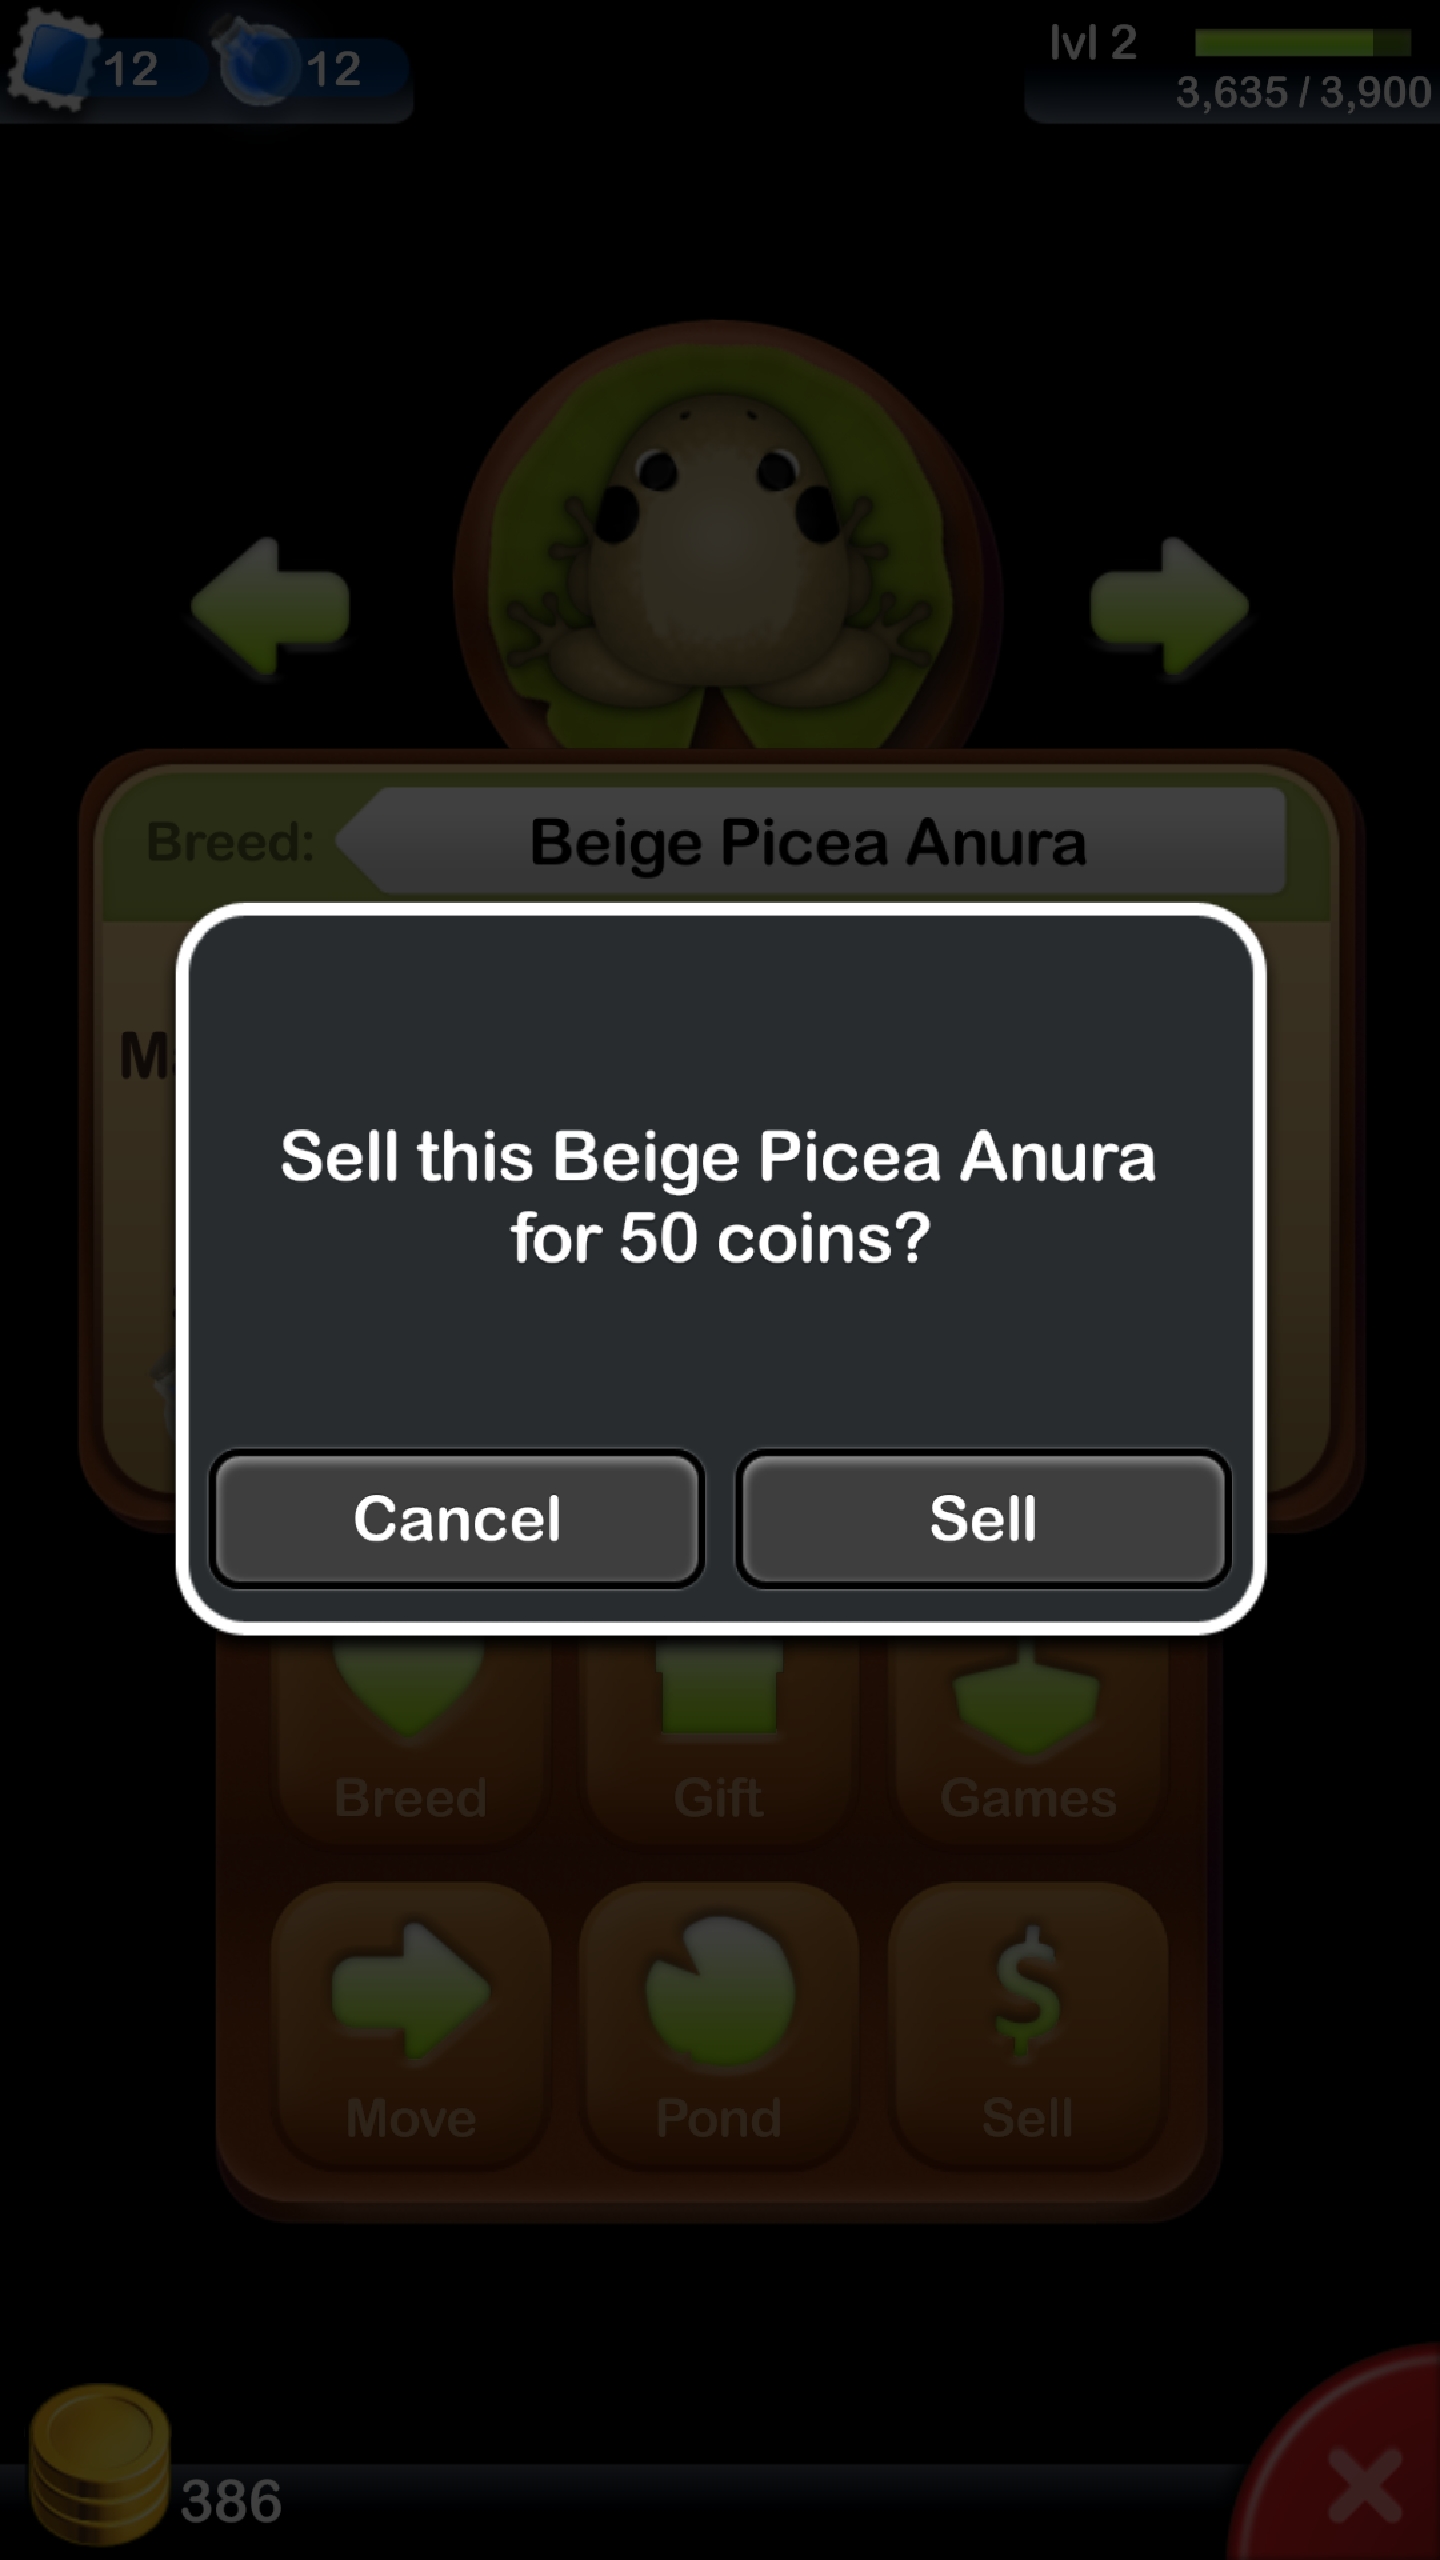 12
12
lvl 2
3,635 / 3,900
Breed:
Beige Picea Anura
Sell this Beige Picea Anura
for 50 coins?
Cancel
Sell
Breed
Gift
Games
Move
Pond
Sell
386